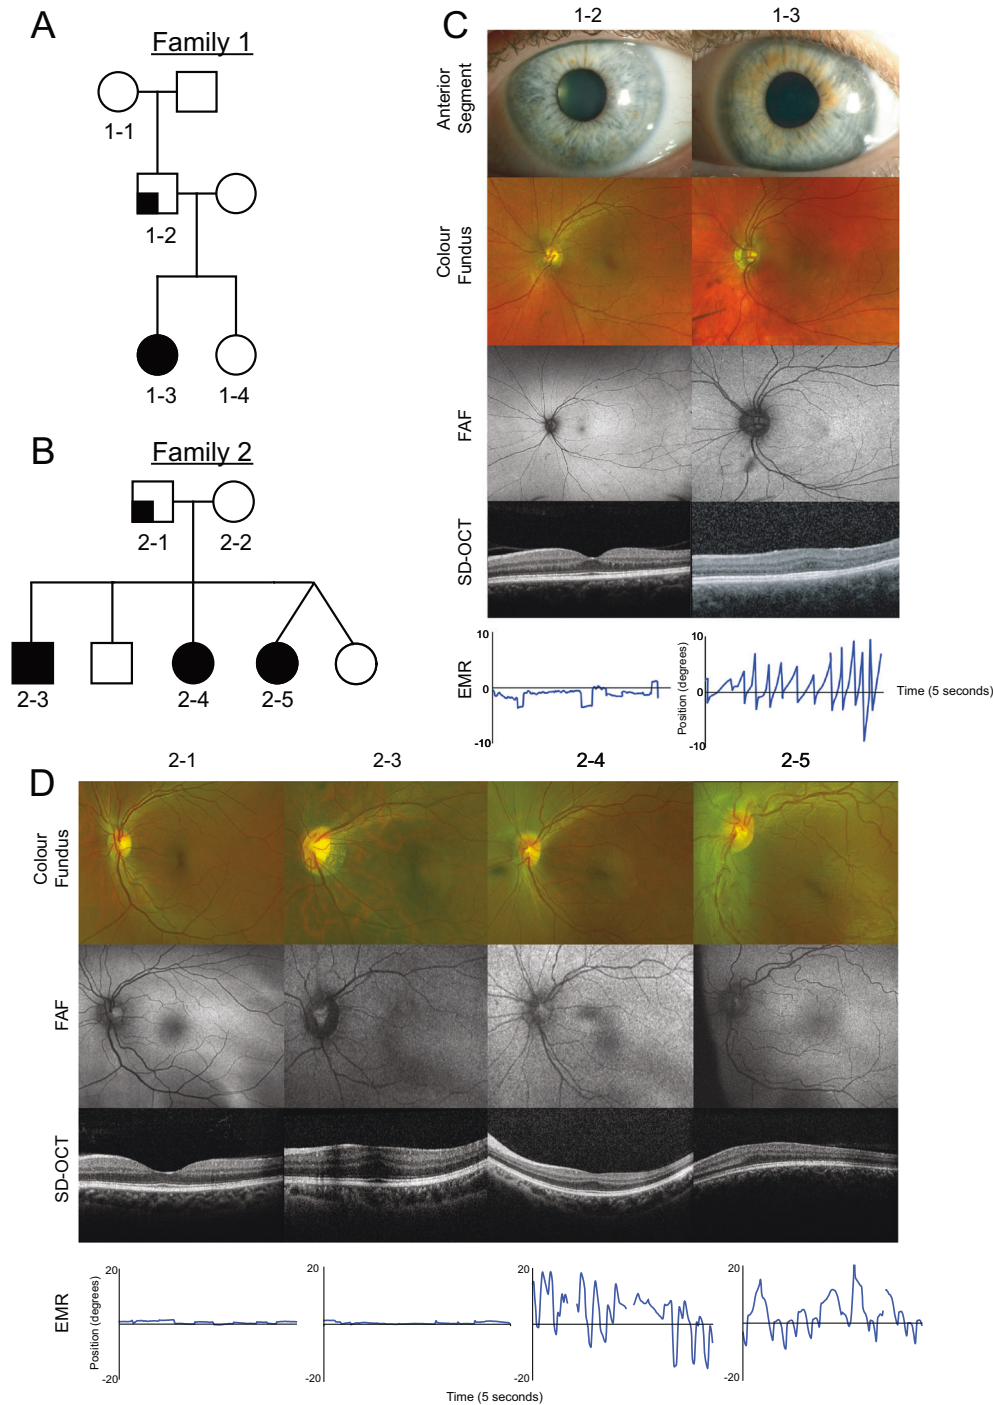 A
Family 1
1-1
1-2
1-3
1-4
B
Family 2
2-1
2-2
2-3
2-4
2-5
C
1-2
1-3
Anterior
Segment
Colour
Fundus
FAF
SD-OCT
EMR
10
0
-10
Position (degrees)
10
0
-10
Time (5 seconds)
D
2-1
2-3
2-4
2-5
Colour
Fundus
FAF
SD-OCT
EMR
Position (degrees)
20
-20
20
-20
20
-20
20
-20
Time (5 seconds)